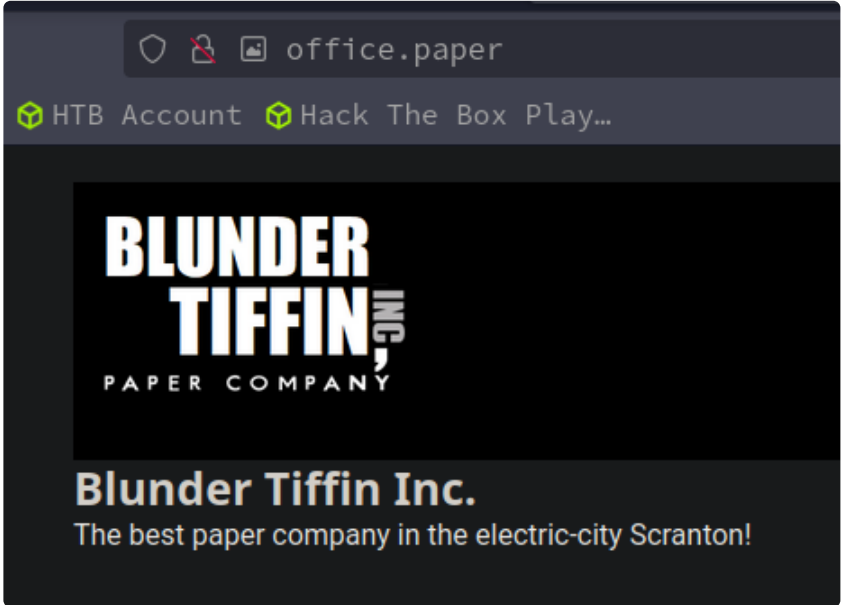 office.paper
HTB Account Hack The Box Play…
BLUNDER
TIFFIN, INC
PAPER COMPANY
Blunder Tiffin Inc.
The best paper company in the electric-city Scranton!